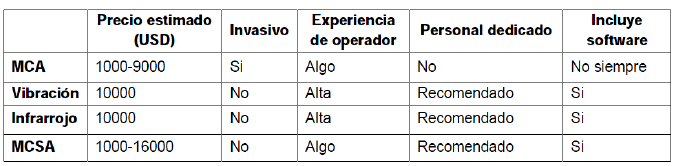 Precio estimado (USD) Invasivo Experiencia de operador Personal dedicado Incluye software
MCA 1000-9000 Si Algo No No siempre
Vibración 10000 No Alta Recomendado Si
Infrarrojo 10000 No Alta Recomendado Si
MCSA 1000-16000 No Algo Recomendado Si